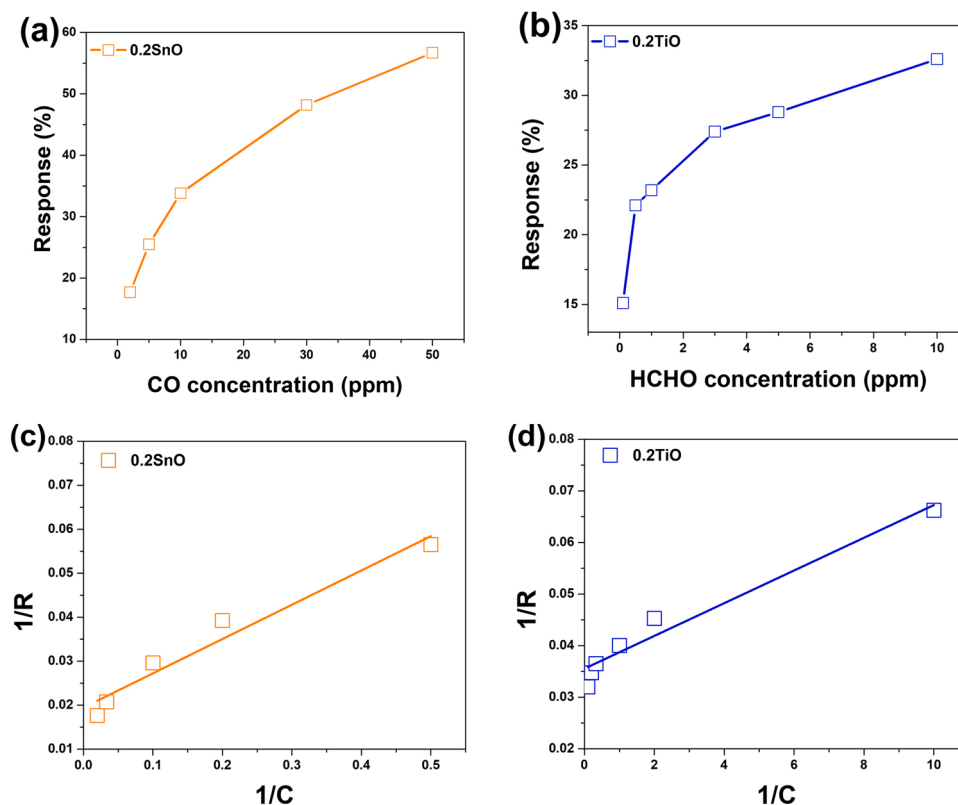 (a)
0.2SnO
Response (%)
60
50
40
30
20
10
0 10 20 30 40 50
CO concentration (ppm)
(b)
0.2TiO
Response (%)
35
30
25
20
15
0 2 4 6 8 10
HCHO concentration (ppm)
(c)
0.2SnO
1/R
0.08
0.07
0.06
0.05
0.04
0.03
0.02
0.01
0.0 0.1 0.2 0.3 0.4 0.5
1/C
(d)
0.2TiO
1/R
0.08
0.07
0.06
0.05
0.04
0.03
0.02
0 2 4 6 8 10
1/C